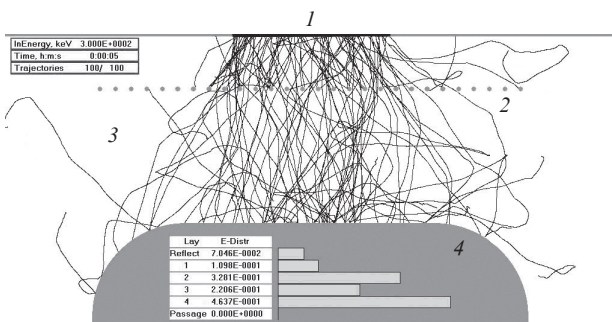 1
InEnergy, keV 3.000E+0002
Time, h:m:s 0:00:05
Trajectories 100/ 100
2
3
4
Lay E-Distr
Reflect 7.046E-0002
1 1.098E-0001
2 3.281E-0001
3 2.206E-0001
4 4.637E-0001
Passage 0.000E+0000